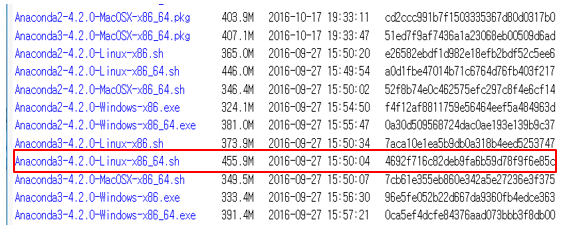 Anaconda2-4.2.0-MacOSX-x86_64.pkg 403.9M 2016-10-17 19:33:11 cd2ccc991b7f1503335367d80d0317b0
Anaconda3-4.2.0-MacOSX-x86_64.pkg 407.1M 2016-10-17 19:33:47 51ed7f9af7436a1a23068eb00509d6ad
Anaconda2-4.2.0-Linux-x86.sh 365.0M 2016-09-27 15:50:20 e26582ebdf1d982e18efb2bdf52c5ee6
Anaconda2-4.2.0-Linux-x86_64.sh 446.0M 2016-09-27 15:49:54 a0d1fbe47014b71c6764d76fb403f217
Anaconda2-4.2.0-MacOSX-x86_64.sh 346.4M 2016-09-27 15:50:02 52f8b74e0c462575efc297c8f4e6cf14
Anaconda2-4.2.0-Windows-x86.exe 324.1M 2016-09-27 15:54:50 f4f12af8811759e56464eef5a484963d
Anaconda2-4.2.0-Windows-x86_64.exe 381.0M 2016-09-27 15:55:47 0a30d509568724dac0ae193e139b9c37
Anaconda3-4.2.0-Linux-x86.sh 373.9M 2016-09-27 15:50:34 7aca10e1ea5b9db0a318b4eed5253747
Anaconda3-4.2.0-Linux-x86_64.sh 455.9M 2016-09-27 15:50:04 4692f716c82deb9fa6b59d78f9f6e85c
Anaconda3-4.2.0-MacOSX-x86_64.sh 349.5M 2016-09-27 15:50:07 7cb61e355eb860e342a5e27236e3f375
Anaconda3-4.2.0-Windows-x86.exe 333.4M 2016-09-27 15:56:30 96e5fe052b22d667da9360fb4edce363
Anaconda3-4.2.0-Windows-x86_64.exe 391.4M 2016-09-27 15:57:21 0ca5ef4dcfe84376aad073bbb3f8db00